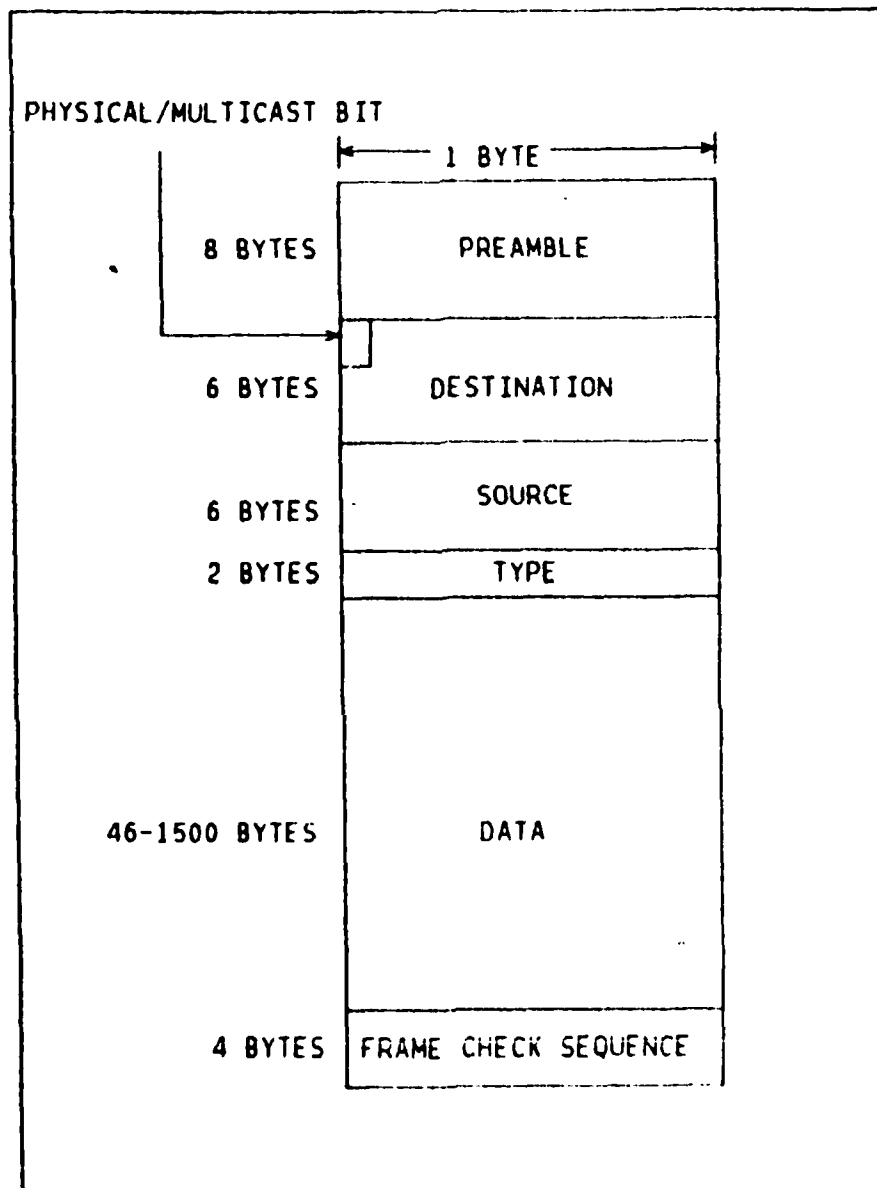 PHYSICAL/MULTICAST BIT
1 BYTE
8 BYTES PREAMBLE
6 BYTES DESTINATION
6 BYTES SOURCE
2 BYTES TYPE
46-1500 BYTES DATA
4 BYTES FRAME CHECK SEQUENCE